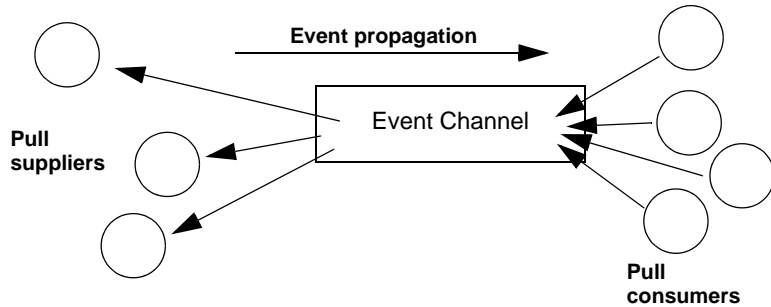 Event propagation
Event Channel
Pull
suppliers
Pull
consumers